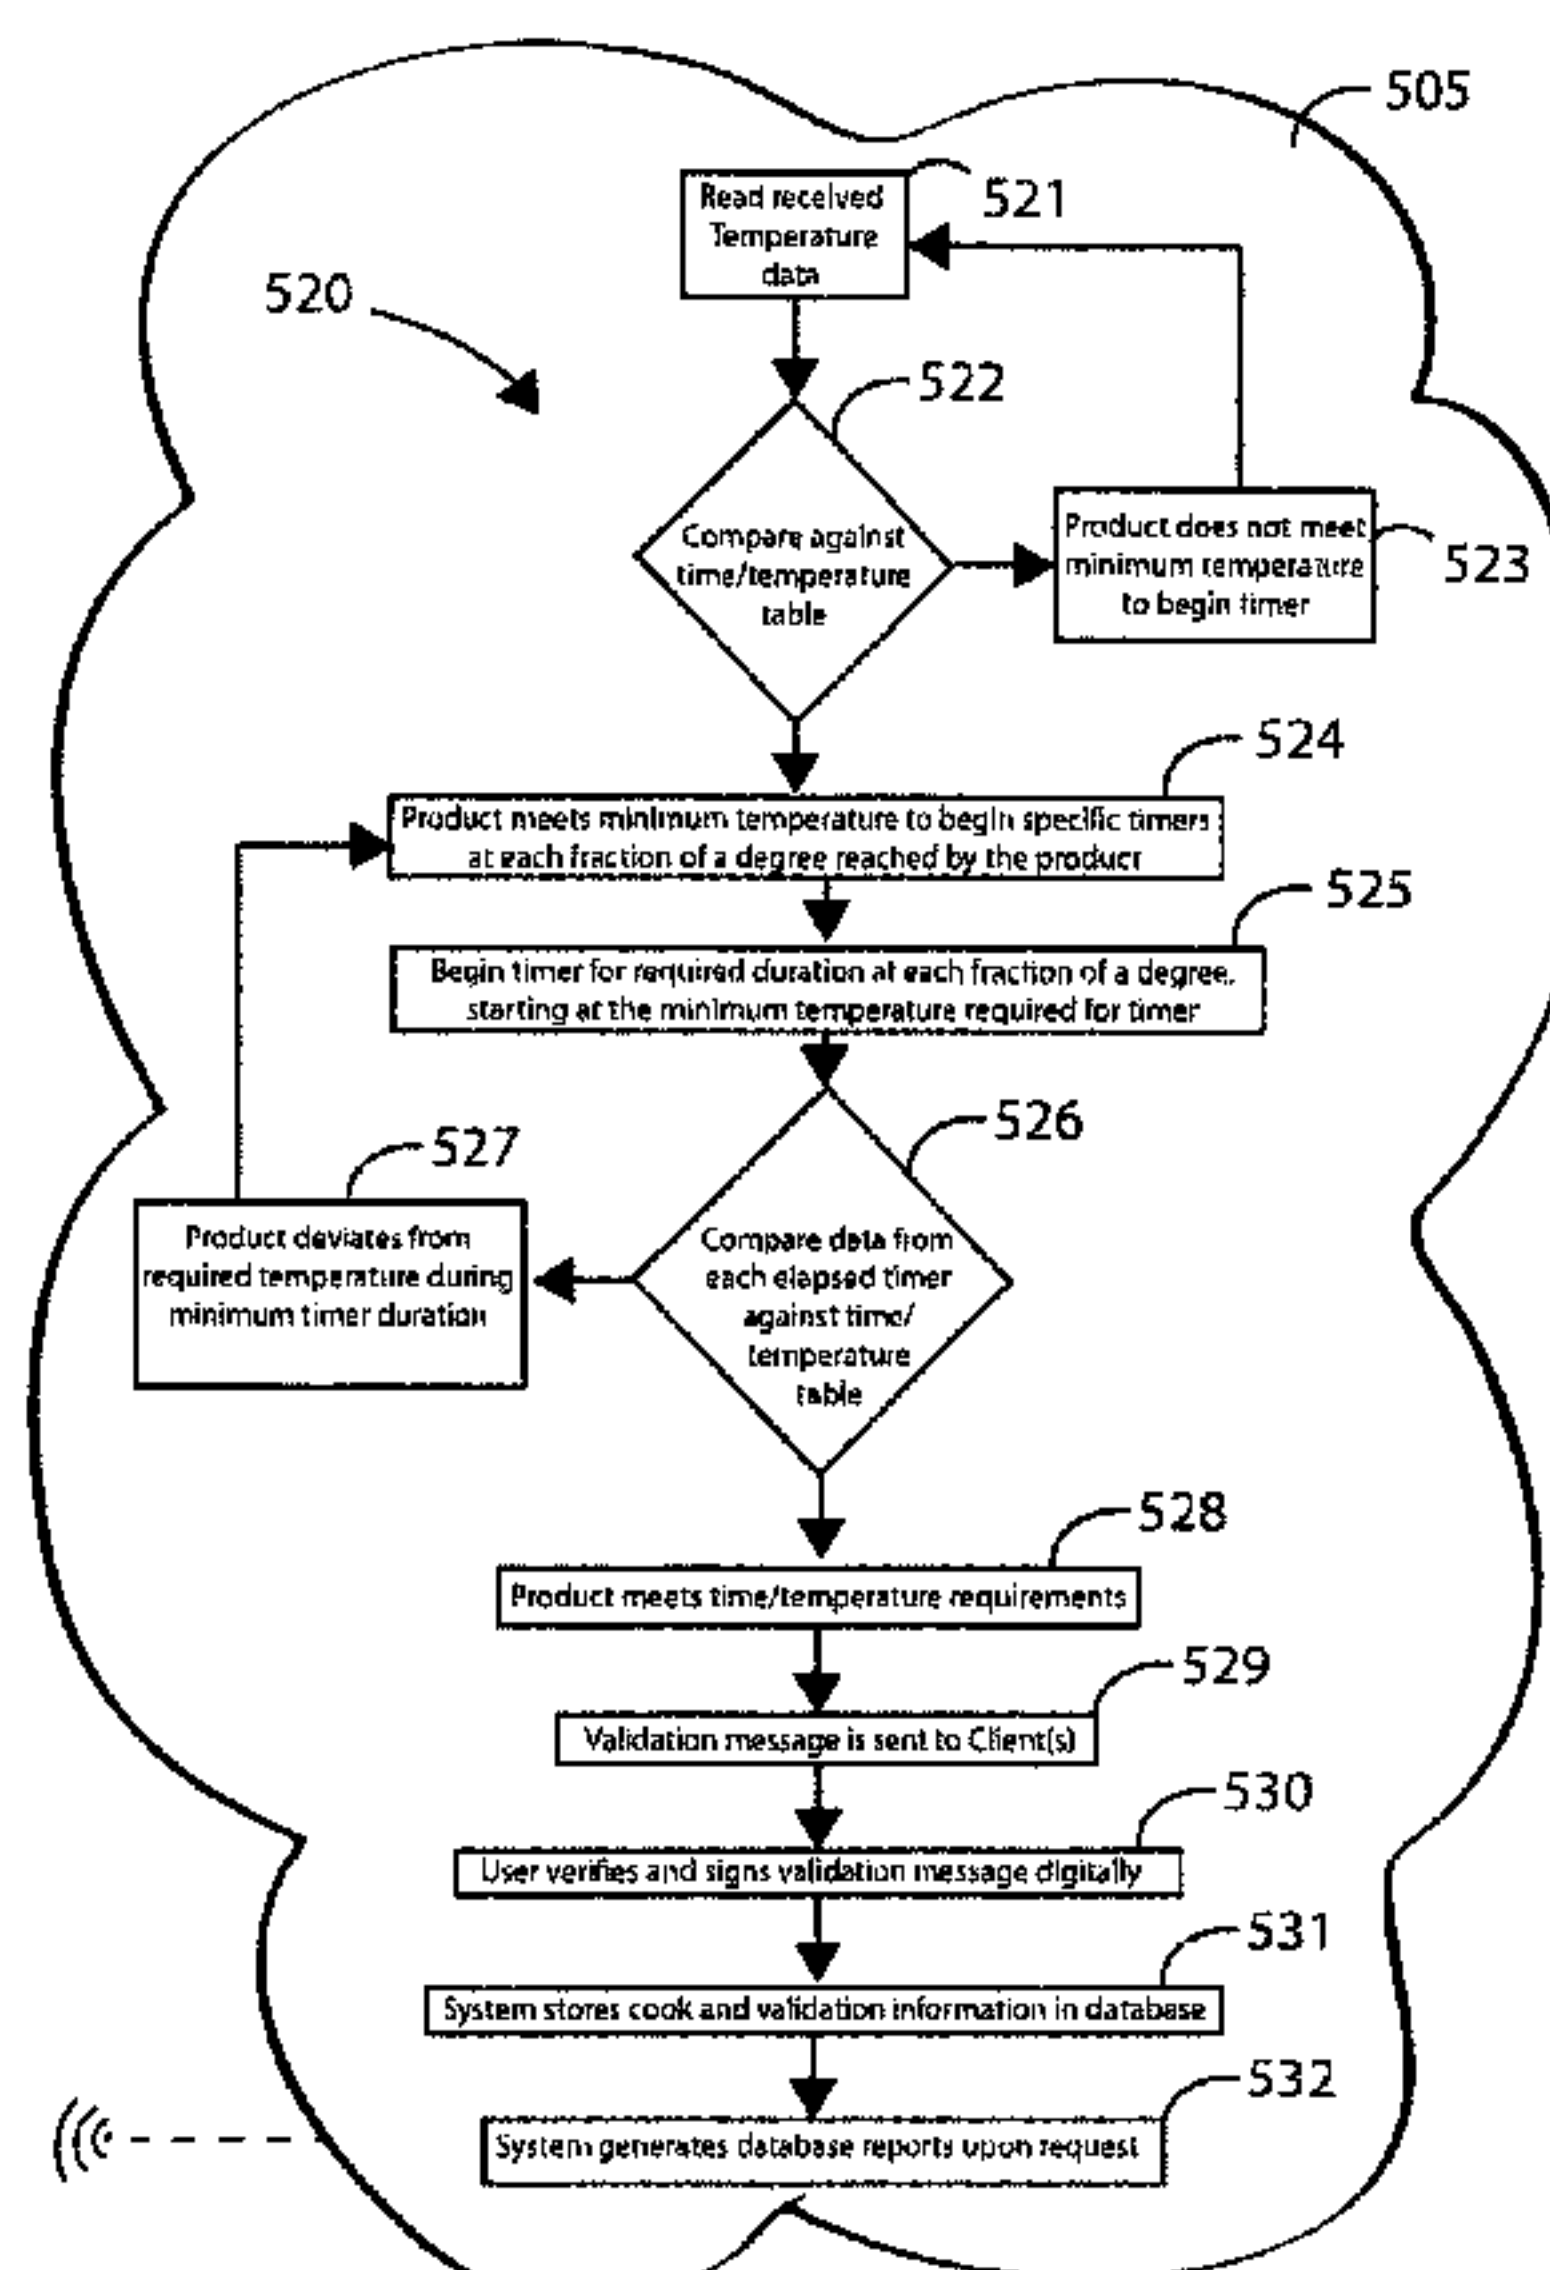 505
521
Read received
Temperature
data
520
522
Compare against
time/temperature
table
Product does not meet
minimum temperature
to begin timer
523
524
Product meets minimum temperature to begin specific timers
at each fraction of a degree reached by the product
525
Begin timer for required duration at each fraction of a degree,
starting at the minimum temperature required for timer
526
527
Product deviates from
required temperature during
minimum timer duration
Compare data from
each elapsed timer
against time/
temperature
table
528
Product meets time/temperature requirements
529
Validation message is sent to Client(s)
530
User verifies and signs validation message digitally
531
System stores cook and validation information in database
532
System generates database reports upon request